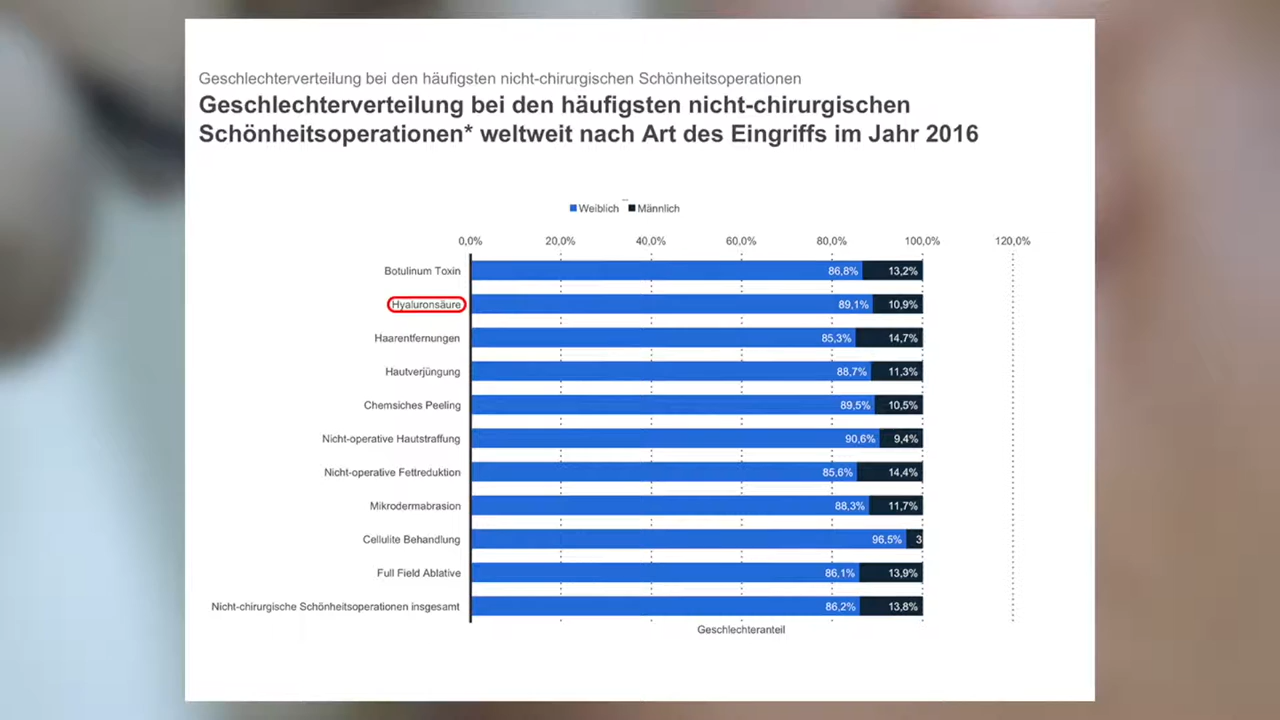 Geschlechterverteilung bei den häufigsten nicht-chirurgischen Schönheitsoperationen
Geschlechterverteilung bei den häufigsten nicht-chirurgischen
Schönheitsoperationen* weltweit nach Art des Eingriffs im Jahr 2016
Weiblich Männlich
0,0% 20,0% 40,0% 60,0% 80,0% 100,0% 120,0%
Botulinum Toxin 86,8% 13,2%
Hyaluronsäure 89,1% 10,9%
Haarentfernungen 85,3% 14,7%
Hautverjüngung 88,7% 11,3%
Chemsiches Peeling 89,5% 10,5%
Nicht-operative Hautstraffung 90,6% 9,4%
Nicht-operative Fettreduktion 85,6% 14,4%
Mikrodermabrasion 88,3% 11,7%
Cellulite Behandlung 96,5% 3
Full Field Ablative 86,1% 13,9%
Nicht-chirurgische Schönheitsoperationen insgesamt 86,2% 13,8%
Geschlechteranteil